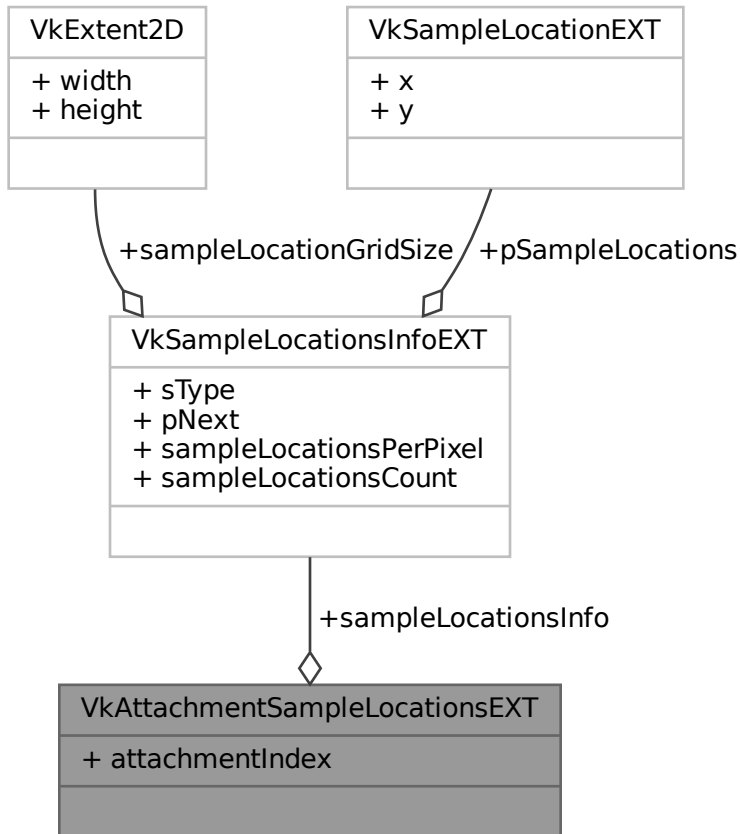 VkExtent2D
+ width
+ height
VkSampleLocationEXT
+ x
+ y
+sampleLocationGridSize
+pSampleLocations
VkSampleLocationsInfoEXT
+ sType
+ pNext
+ sampleLocationsPerPixel
+ sampleLocationsCount
+sampleLocationsInfo
VkAttachmentSampleLocationsEXT
+ attachmentIndex